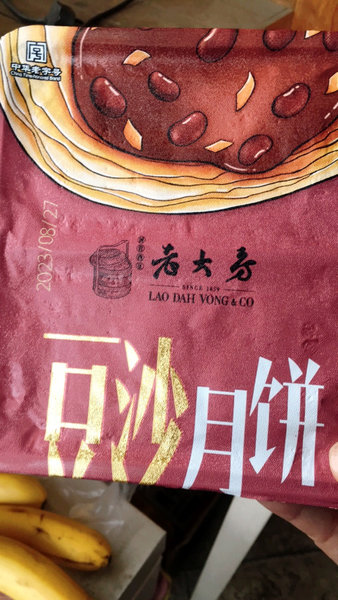 中华老字号
China Time-honored Brand
2023/08/27
老大房
SINCE 1859
LAO DAH VONG & CO
豆沙月饼